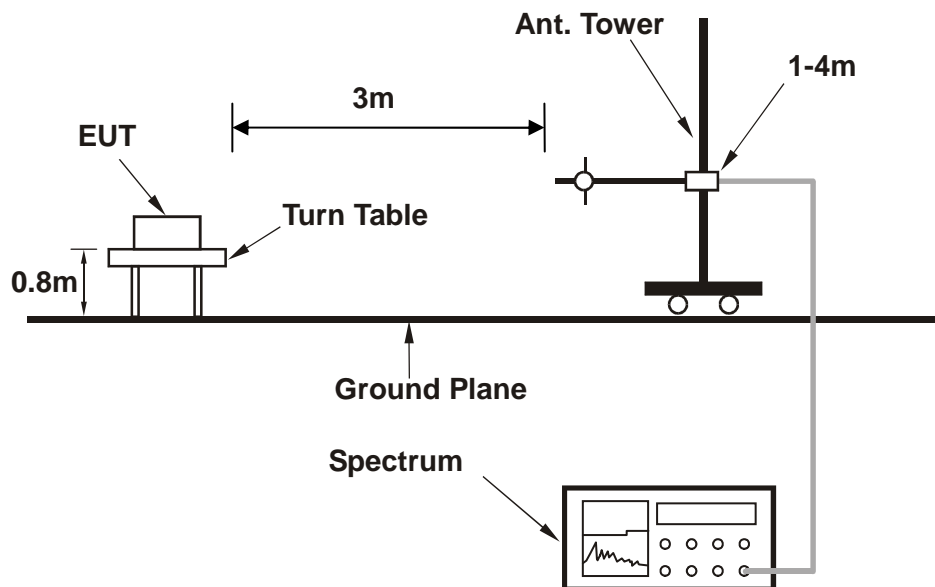 Ant. Tower
1-4m
3m
EUT
Turn Table
0.8m
Ground Plane
Spectrum